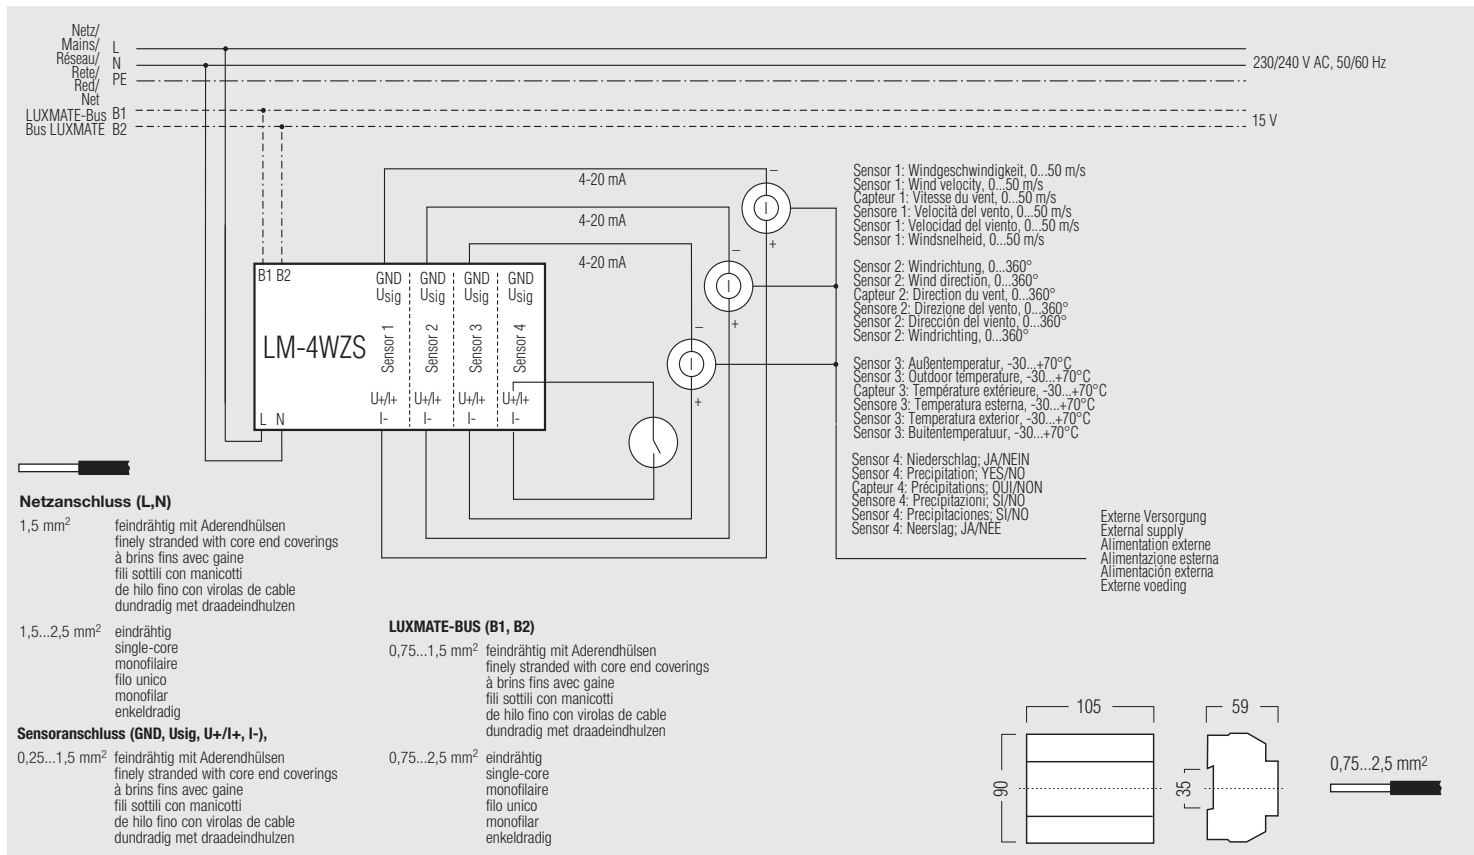 Netz/
Mains/
Réseau/
Rete/
Red/
Net
L
N
PE
230/240 V AC, 50/60 Hz
LUXMATE-Bus B1
Bus LUXMATE B2
15 V
4-20 mA
4-20 mA
4-20 mA
–
+
–
+
–
+
B1 B2
GND
Usig
Sensor 1
U+/I+
I-
GND
Usig
Sensor 2
U+/I+
I-
GND
Usig
Sensor 3
U+/I+
I-
GND
Usig
Sensor 4
U+/I+
I-
LM-4WZS
L N
Sensor 1: Windgeschwindigkeit, 0...50 m/s
Sensor 1: Wind velocity, 0...50 m/s
Capteur 1: Vitesse du vent, 0...50 m/s
Sensore 1: Velocità del vento, 0...50 m/s
Sensor 1: Velocidad del viento, 0...50 m/s
Sensor 1: Windsnelheid, 0...50 m/s
Sensor 2: Windrichtung, 0...360°
Sensor 2: Wind direction, 0...360°
Capteur 2: Direction du vent, 0...360°
Sensore 2: Direzione del vento, 0...360°
Sensor 2: Dirección del viento, 0...360°
Sensor 2: Windrichting, 0...360°
Sensor 3: Außentemperatur, -30...+70°C
Sensor 3: Outdoor temperature, -30...+70°C
Capteur 3: Température extérieure, -30...+70°C
Sensore 3: Temperatura esterna, -30...+70°C
Sensor 3: Temperatura exterior, -30...+70°C
Sensor 3: Buitentemperatuur, -30...+70°C
Sensor 4: Niederschlag; JA/NEIN
Sensor 4: Precipitation; YES/NO
Capteur 4: Précipitations; OUI/NON
Sensore 4: Precipitazioni; SI/NO
Sensor 4: Precipitaciones; SI/NO
Sensor 4: Neerslag; JA/NEE
Externe Versorgung
External supply
Alimentation externe
Alimentazione esterna
Alimentación externa
Externe voeding
Netzanschluss (L,N)
1,5 mm² feindrähtig mit Aderendhülsen
finely stranded with core end coverings
à brins fins avec gaine
fili sottili con manicotti
de hilo fino con virolas de cable
dundradig met draadeindhulzen
1,5...2,5 mm² eindrähtig
single-core
monofilaire
filo unico
monofilar
enkeldradig
Sensoranschluss (GND, Usig, U+/I+, I-),
0,25...1,5 mm² feindrähtig mit Aderendhülsen
finely stranded with core end coverings
à brins fins avec gaine
fili sottili con manicotti
de hilo fino con virolas de cable
dundradig met draadeindhulzen
LUXMATE-BUS (B1, B2)
0,75...1,5 mm² feindrähtig mit Aderendhülsen
finely stranded with core end coverings
à brins fins avec gaine
fili sottili con manicotti
de hilo fino con virolas de cable
dundradig met draadeindhulzen
0,75...2,5 mm² eindrähtig
single-core
monofilaire
filo unico
monofilar
enkeldradig
105
59
90
35
0,75...2,5 mm²